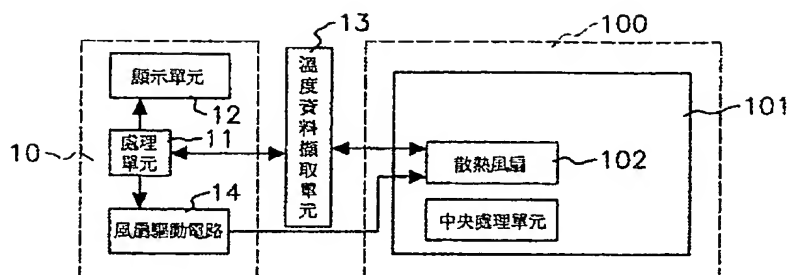 13
100
顯示單元
12
溫度資料擷取單元
101
處理單元
11
10
散熱風扇
102
14
風扇驅動電路
中央處理單元